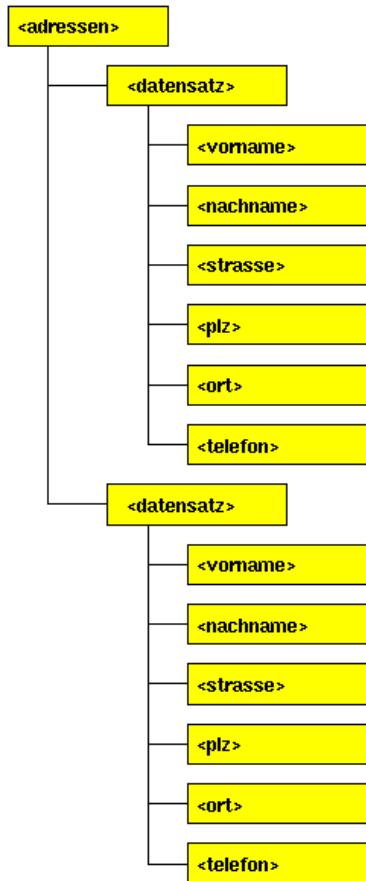 <adressen>
<datensatz>
<vorname>
<nachname>
<strasse>
<plz>
<ort>
<telefon>
<datensatz>
<vorname>
<nachname>
<strasse>
<plz>
<ort>
<telefon>